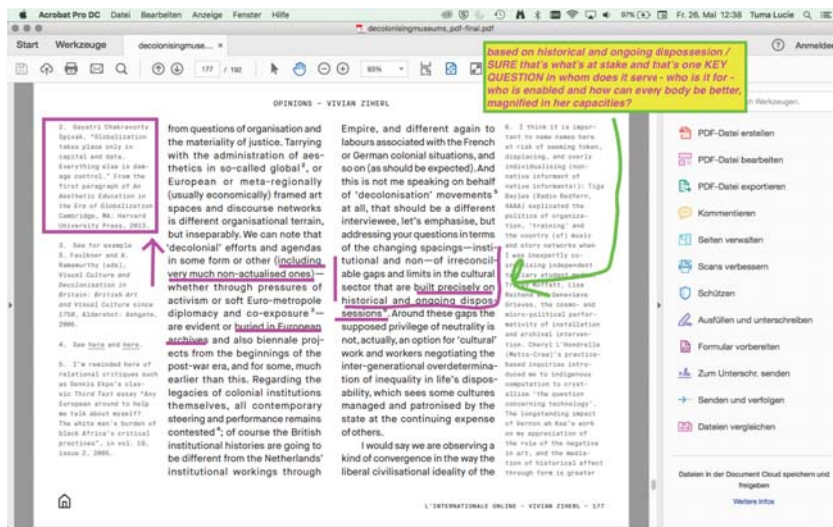 Acrobat Pro DC Datei Bearbeiten Anzeige Fenster Hilfe
97% Fr. 26. Mai 12:38 Tuma Lucie
decolonisingmuseums_pdf-final.pdf
Start Werkzeuge decolonisingmuse... ×
Anmelden
177 / 192
93%
based on historical and ongoing dispossesion /
SURE that's what's at stake and that's one KEY
QUESTION in whom does it serve - who is it for -
who is enabled and how can every body be better,
magnified in her capacities?
OPINIONS – VIVIAN ZIHERL
2. Gayatri Chakravorty
Spivak, "Globalization
takes place only in
capital and data.
Everything else is dam-
age control." From the
first paragraph of An
Aesthetic Education in
the Era of Globalization
Cambridge, MA: Harvard
University Press, 2013.
3. See for example
S. Faulkner and A.
Ramamurthy (eds),
Visual Culture and
Decolonisation in
Britain: British Art
and Visual Culture since
1750, Aldershot: Ashgate,
2006.
4. See here and here.
5. I'm reminded here of
relational critiques such
as Dennis Ekpo's clas-
sic Third Text essay "Any
European around to help
me talk about myself?
The white man's burden of
black Africa's critical
practices", in vol. 19,
issue 2, 2005.
from questions of organisation and
the materiality of justice. Tarrying
with the administration of aes-
thetics in so-called global², or
European or meta-regionally
(usually economically) framed art
spaces and discourse networks
is different organisational terrain,
but inseparably. We can note that
'decolonial' efforts and agendas
in some form or other (including
very much non-actualised ones)—
whether through pressures of
activism or soft Euro-metropole
diplomacy and co-exposure³—
are evident or buried in European
archives and also biennale proj-
ects from the beginnings of the
post-war era, and for some, much
earlier than this. Regarding the
legacies of colonial institutions
themselves, all contemporary
steering and performance remains
contested⁴; of course the British
institutional histories are going to
be different from the Netherlands'
institutional workings through
Empire, and different again to
labours associated with the French
or German colonial situations, and
so on (as should be expected). And
this is not me speaking on behalf
of 'decolonisation' movements⁵
at all, that should be a different
interviewee, let's emphasise, but
addressing your questions in terms
of the changing spacings—insti-
tutional and non—of irreconcil-
able gaps and limits in the cultural
sector that are built precisely on
historical and ongoing dispos-
sessions⁶. Around these gaps the
supposed privilege of neutrality is
not, actually, an option for 'cultural'
work and workers negotiating the
inter-generational overdetermina-
tion of inequality in life's dispos-
ability, which sees some cultures
managed and patronised by the
state at the continuing expense
of others.
I would say we are observing a
kind of convergence in the way the
liberal civilisational ideality of the
6. I think it is impor-
tant to name names here
at risk of seeming token,
displacing, and overly
individualising (non-
native informant of
native informants!): Tiga
Bayles (Radio Redfern,
4AAA) explicated the
politics of organiza-
tion, 'training' and
the country (of) music
and story networks when
I was inexpertly co-
organising independent
Tracey Moffatt, Lisa
Reihana and Genevieve
Grieves, the cosmo- and
micro-political perfor-
mativity of installation
and archival interven-
tion. Cheryl L'Hirondelle
(Metis-Cree)'s practice-
based inquiries intro-
duced me to indigenous
computation to cryst-
allise 'the question
concerning technology'.
The longstanding impact
of Vernon ah Kee's work
on my appreciation of
the role of the negative
in art, and the media-
tion of historical affect
through form is greater
L'INTERNATIONALE ONLINE – VIVIAN ZIHERL – 177
PDF-Datei erstellen
PDF-Datei bearbeiten
PDF-Datei exportieren
Kommentieren
Seiten verwalten
Scans verbessern
Schützen
Ausfüllen und unterschreiben
Formular vorbereiten
Zum Unterschr. senden
Senden und verfolgen
Dateien vergleichen
Dateien in der Document Cloud speichern und
freigeben
Weitere Infos